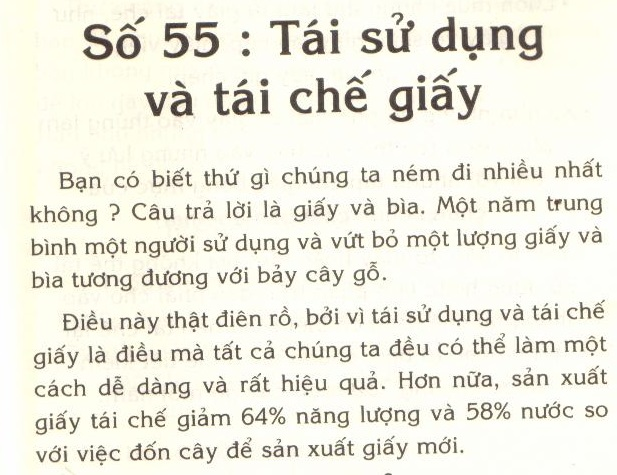 Số 55 : Tái sử dụng
và tái chế giấy
Bạn có biết thứ gì chúng ta ném đi nhiều nhất
không ? Câu trả lời là giấy và bìa. Một năm trung
bình một người sử dụng và vứt bỏ một lượng giấy và
bìa tương đương với bảy cây gỗ.
Điều này thật điên rồ, bởi vì tái sử dụng và tái chế
giấy là điều mà tất cả chúng ta đều có thể làm một
cách dễ dàng và rất hiệu quả. Hơn nữa, sản xuất
giấy tái chế giảm 64% năng lượng và 58% nước so
với việc đốn cây để sản xuất giấy mới.